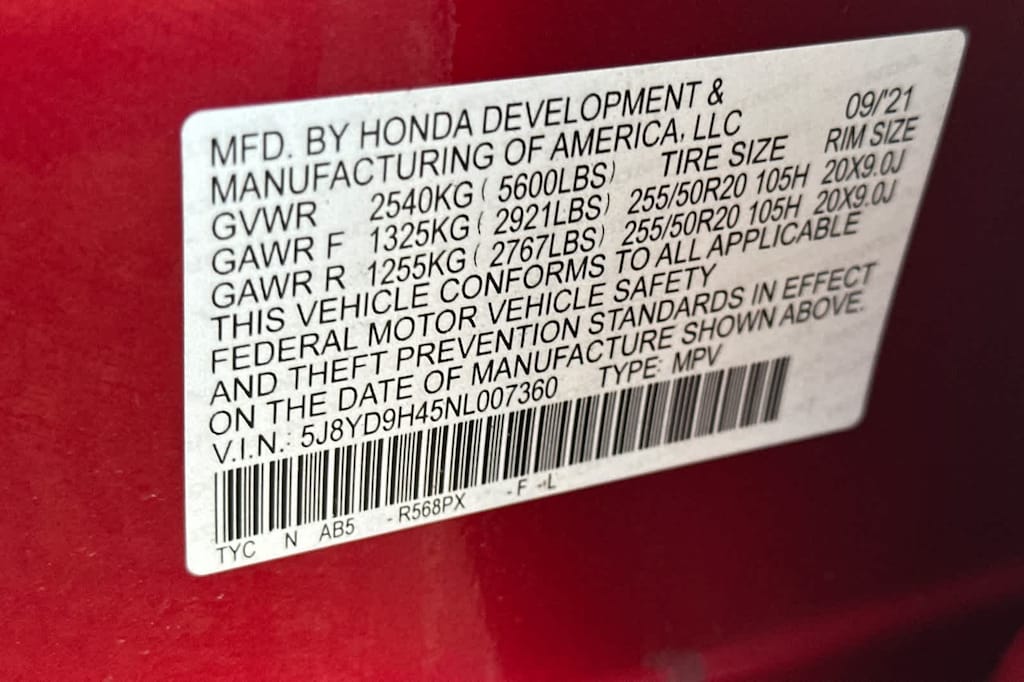 MFD. BY HONDA DEVELOPMENT &
MANUFACTURING OF AMERICA, LLC 09/'21
GVWR 2540KG ( 5600LBS) TIRE SIZE RIM SIZE
GAWR F 1325KG ( 2921LBS) 255/50R20 105H 20X9.0J
GAWR R 1255KG ( 2767LBS) 255/50R20 105H 20X9.0J
THIS VEHICLE CONFORMS TO ALL APPLICABLE
FEDERAL MOTOR VEHICLE SAFETY
AND THEFT PREVENTION STANDARDS IN EFFECT
ON THE DATE OF MANUFACTURE SHOWN ABOVE.
V.I.N.: 5J8YD9H45NL007360 TYPE: MPV
TYC N AB5 -R568PX -F -L